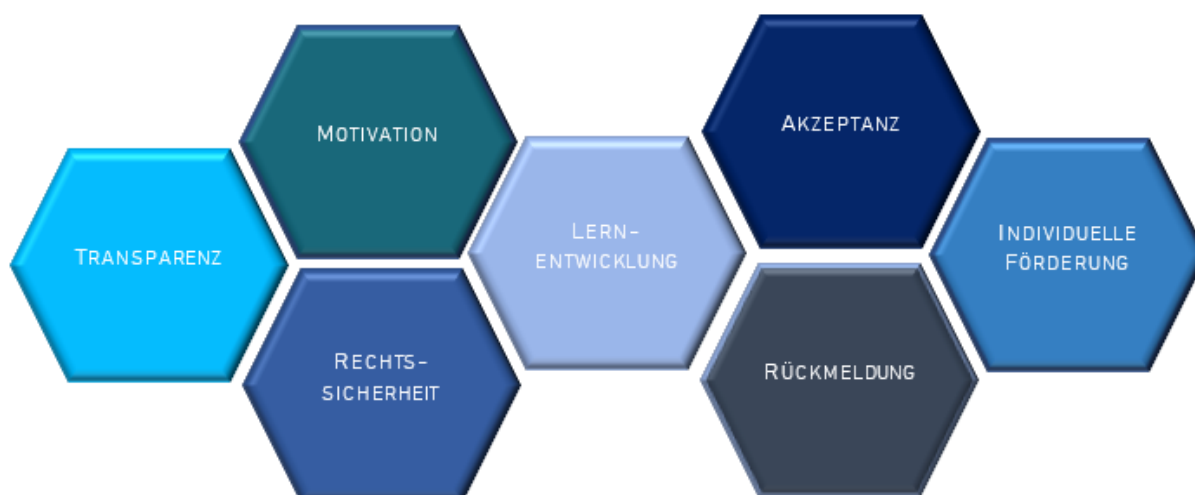 TRANSPARENZ
MOTIVATION
RECHTS-
SICHERHEIT
LERN-
ENTWICKLUNG
AKZEPTANZ
RÜCKMELDUNG
INDIVIDUELLE
FÖRDERUNG